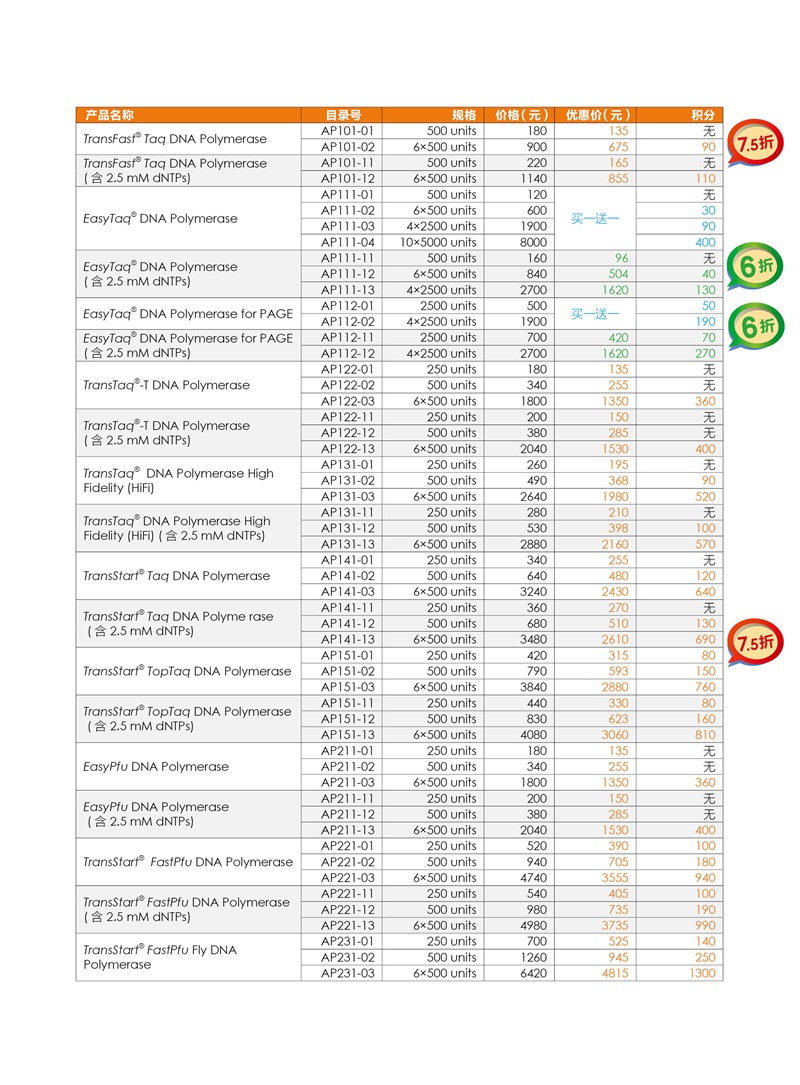 产品名称 目录号 规格 价格(元) 优惠价(元) 积分
TransFast® Taq DNA Polymerase AP101-01 500 units 180 135 无
AP101-02 6×500 units 900 675 90
7.5折
TransFast® Taq DNA Polymerase AP101-11 500 units 220 165 无
(含 2.5 mM dNTPs) AP101-12 6×500 units 1140 855 110
EasyTaq® DNA Polymerase AP111-01 500 units 120 买一送一 无
AP111-02 6×500 units 600 30
AP111-03 4×2500 units 1900 90
AP111-04 10×5000 units 8000 400
EasyTaq® DNA Polymerase AP111-11 500 units 160 96 无
(含 2.5 mM dNTPs) AP111-12 6×500 units 840 504 40
AP111-13 4×2500 units 2700 1620 130
6折
EasyTaq® DNA Polymerase for PAGE AP112-01 2500 units 500 买一送一 50
AP112-02 4×2500 units 1900 190
6折
EasyTaq® DNA Polymerase for PAGE AP112-11 2500 units 700 420 70
(含 2.5 mM dNTPs) AP112-12 4×2500 units 2700 1620 270
TransTaq®-T DNA Polymerase AP122-01 250 units 180 135 无
AP122-02 500 units 340 255 无
AP122-03 6×500 units 1800 1350 360
TransTaq®-T DNA Polymerase AP122-11 250 units 200 150 无
(含 2.5 mM dNTPs) AP122-12 500 units 380 285 无
AP122-13 6×500 units 2040 1530 400
TransTaq® DNA Polymerase High AP131-01 250 units 260 195 无
Fidelity (HiFi) AP131-02 500 units 490 368 90
AP131-03 6×500 units 2640 1980 520
TransTaq® DNA Polymerase High AP131-11 250 units 280 210 无
Fidelity (HiFi) (含 2.5 mM dNTPs) AP131-12 500 units 530 398 100
AP131-13 6×500 units 2880 2160 570
TransStart® Taq DNA Polymerase AP141-01 250 units 340 255 无
AP141-02 500 units 640 480 120
AP141-03 6×500 units 3240 2430 640
TransStart® Taq DNA Polyme rase AP141-11 250 units 360 270 无
(含 2.5 mM dNTPs) AP141-12 500 units 680 510 130
AP141-13 6×500 units 3480 2610 690
7.5折
TransStart® TopTaq DNA Polymerase AP151-01 250 units 420 315 80
AP151-02 500 units 790 593 150
AP151-03 6×500 units 3840 2880 760
TransStart® TopTaq DNA Polymerase AP151-11 250 units 440 330 80
(含 2.5 mM dNTPs) AP151-12 500 units 830 623 160
AP151-13 6×500 units 4080 3060 810
EasyPfu DNA Polymerase AP211-01 250 units 180 135 无
AP211-02 500 units 340 255 无
AP211-03 6×500 units 1800 1350 360
EasyPfu DNA Polymerase AP211-11 250 units 200 150 无
(含 2.5 mM dNTPs) AP211-12 500 units 380 285 无
AP211-13 6×500 units 2040 1530 400
TransStart® FastPfu DNA Polymerase AP221-01 250 units 520 390 100
AP221-02 500 units 940 705 180
AP221-03 6×500 units 4740 3555 940
TransStart® FastPfu DNA Polymerase AP221-11 250 units 540 405 100
(含 2.5 mM dNTPs) AP221-12 500 units 980 735 190
AP221-13 6×500 units 4980 3735 990
TransStart® FastPfu Fly DNA AP231-01 250 units 700 525 140
Polymerase AP231-02 500 units 1260 945 250
AP231-03 6×500 units 6420 4815 1300